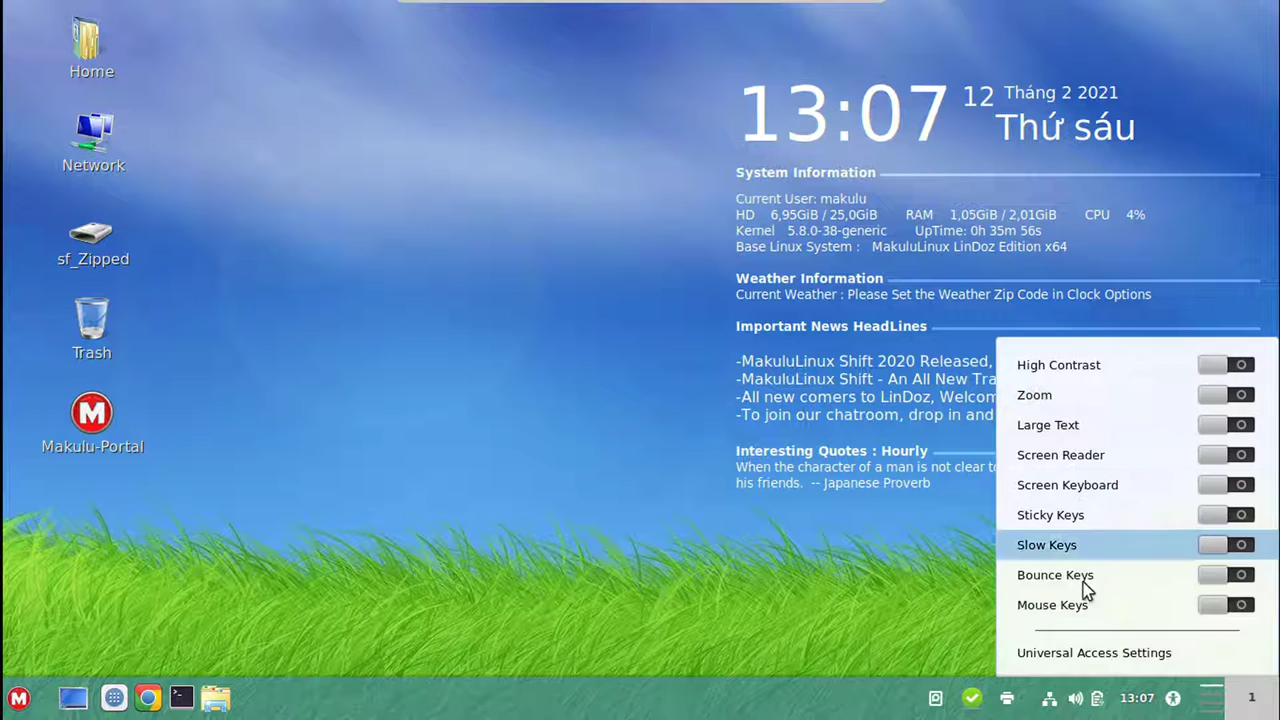 Home
Network
sf_Zipped
Trash
M
Makulu-Portal
13:07 12 Tháng 2 2021
Thứ sáu
System Information
Current User: makulu
HD 6,95GiB / 25,0GiB RAM 1,05GiB / 2,01GiB CPU 4%
Kernel 5.8.0-38-generic UpTime: 0h 35m 56s
Base Linux System : MakuluLinux LinDoz Edition x64
Weather Information
Current Weather : Please Set the Weather Zip Code in Clock Options
Important News HeadLines
-MakuluLinux Shift 2020 Released,
-MakuluLinux Shift - An All New Tra
-All new comers to LinDoz, Welcom
-To join our chatroom, drop in and
Interesting Quotes : Hourly
When the character of a man is not clear to
his friends. -- Japanese Proverb
High Contrast
Zoom
Large Text
Screen Reader
Screen Keyboard
Sticky Keys
Slow Keys
Bounce Keys
Mouse Keys
Universal Access Settings
M
13:07
1